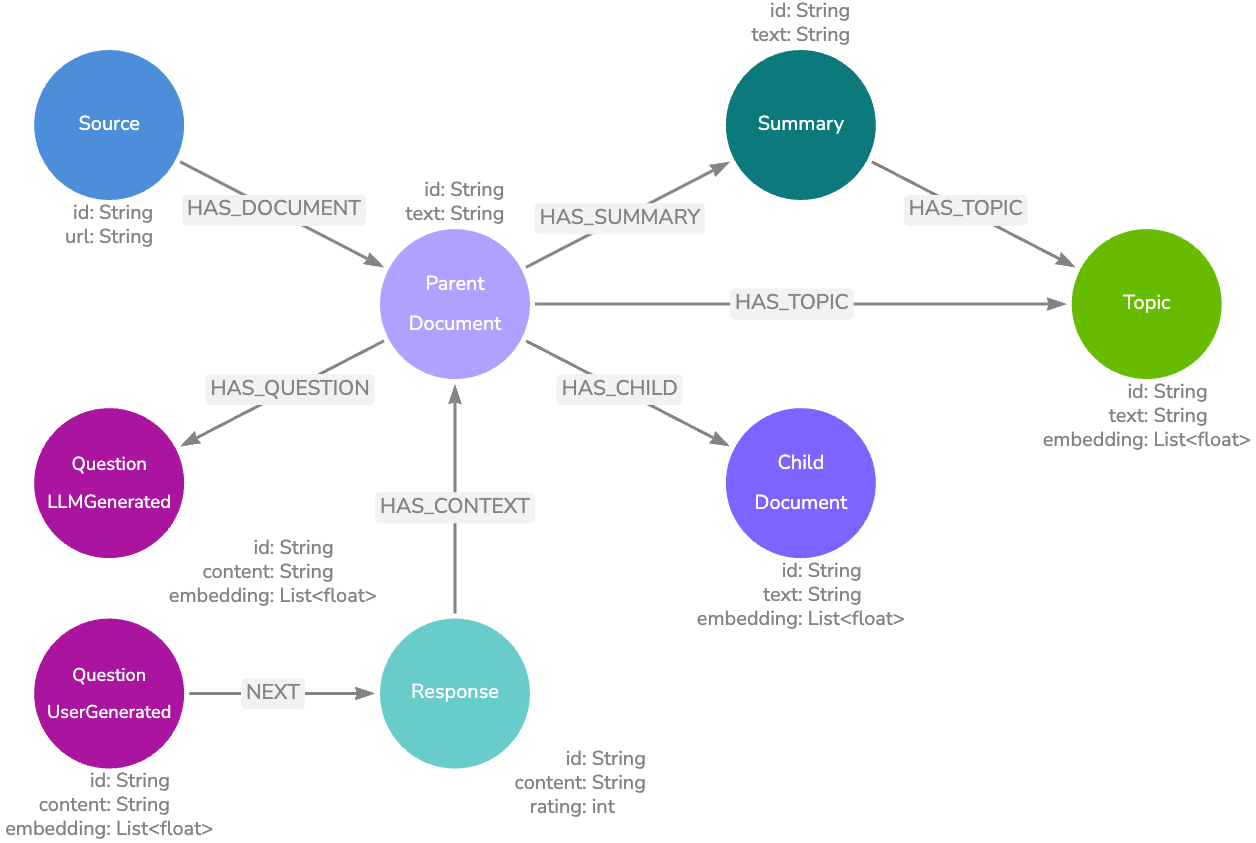 id: String
text: String
Source
Summary
id: String
url: String
HAS_DOCUMENT
id: String
text: String
HAS_SUMMARY
HAS_TOPIC
Parent
Document
HAS_TOPIC
Topic
HAS_QUESTION
HAS_CHILD
id: String
text: String
embedding: List<float>
Question
LLMGenerated
Child
Document
HAS_CONTEXT
id: String
content: String
embedding: List<float>
id: String
text: String
embedding: List<float>
Question
UserGenerated
NEXT
Response
id: String
content: String
embedding: List<float>
id: String
content: String
rating: int